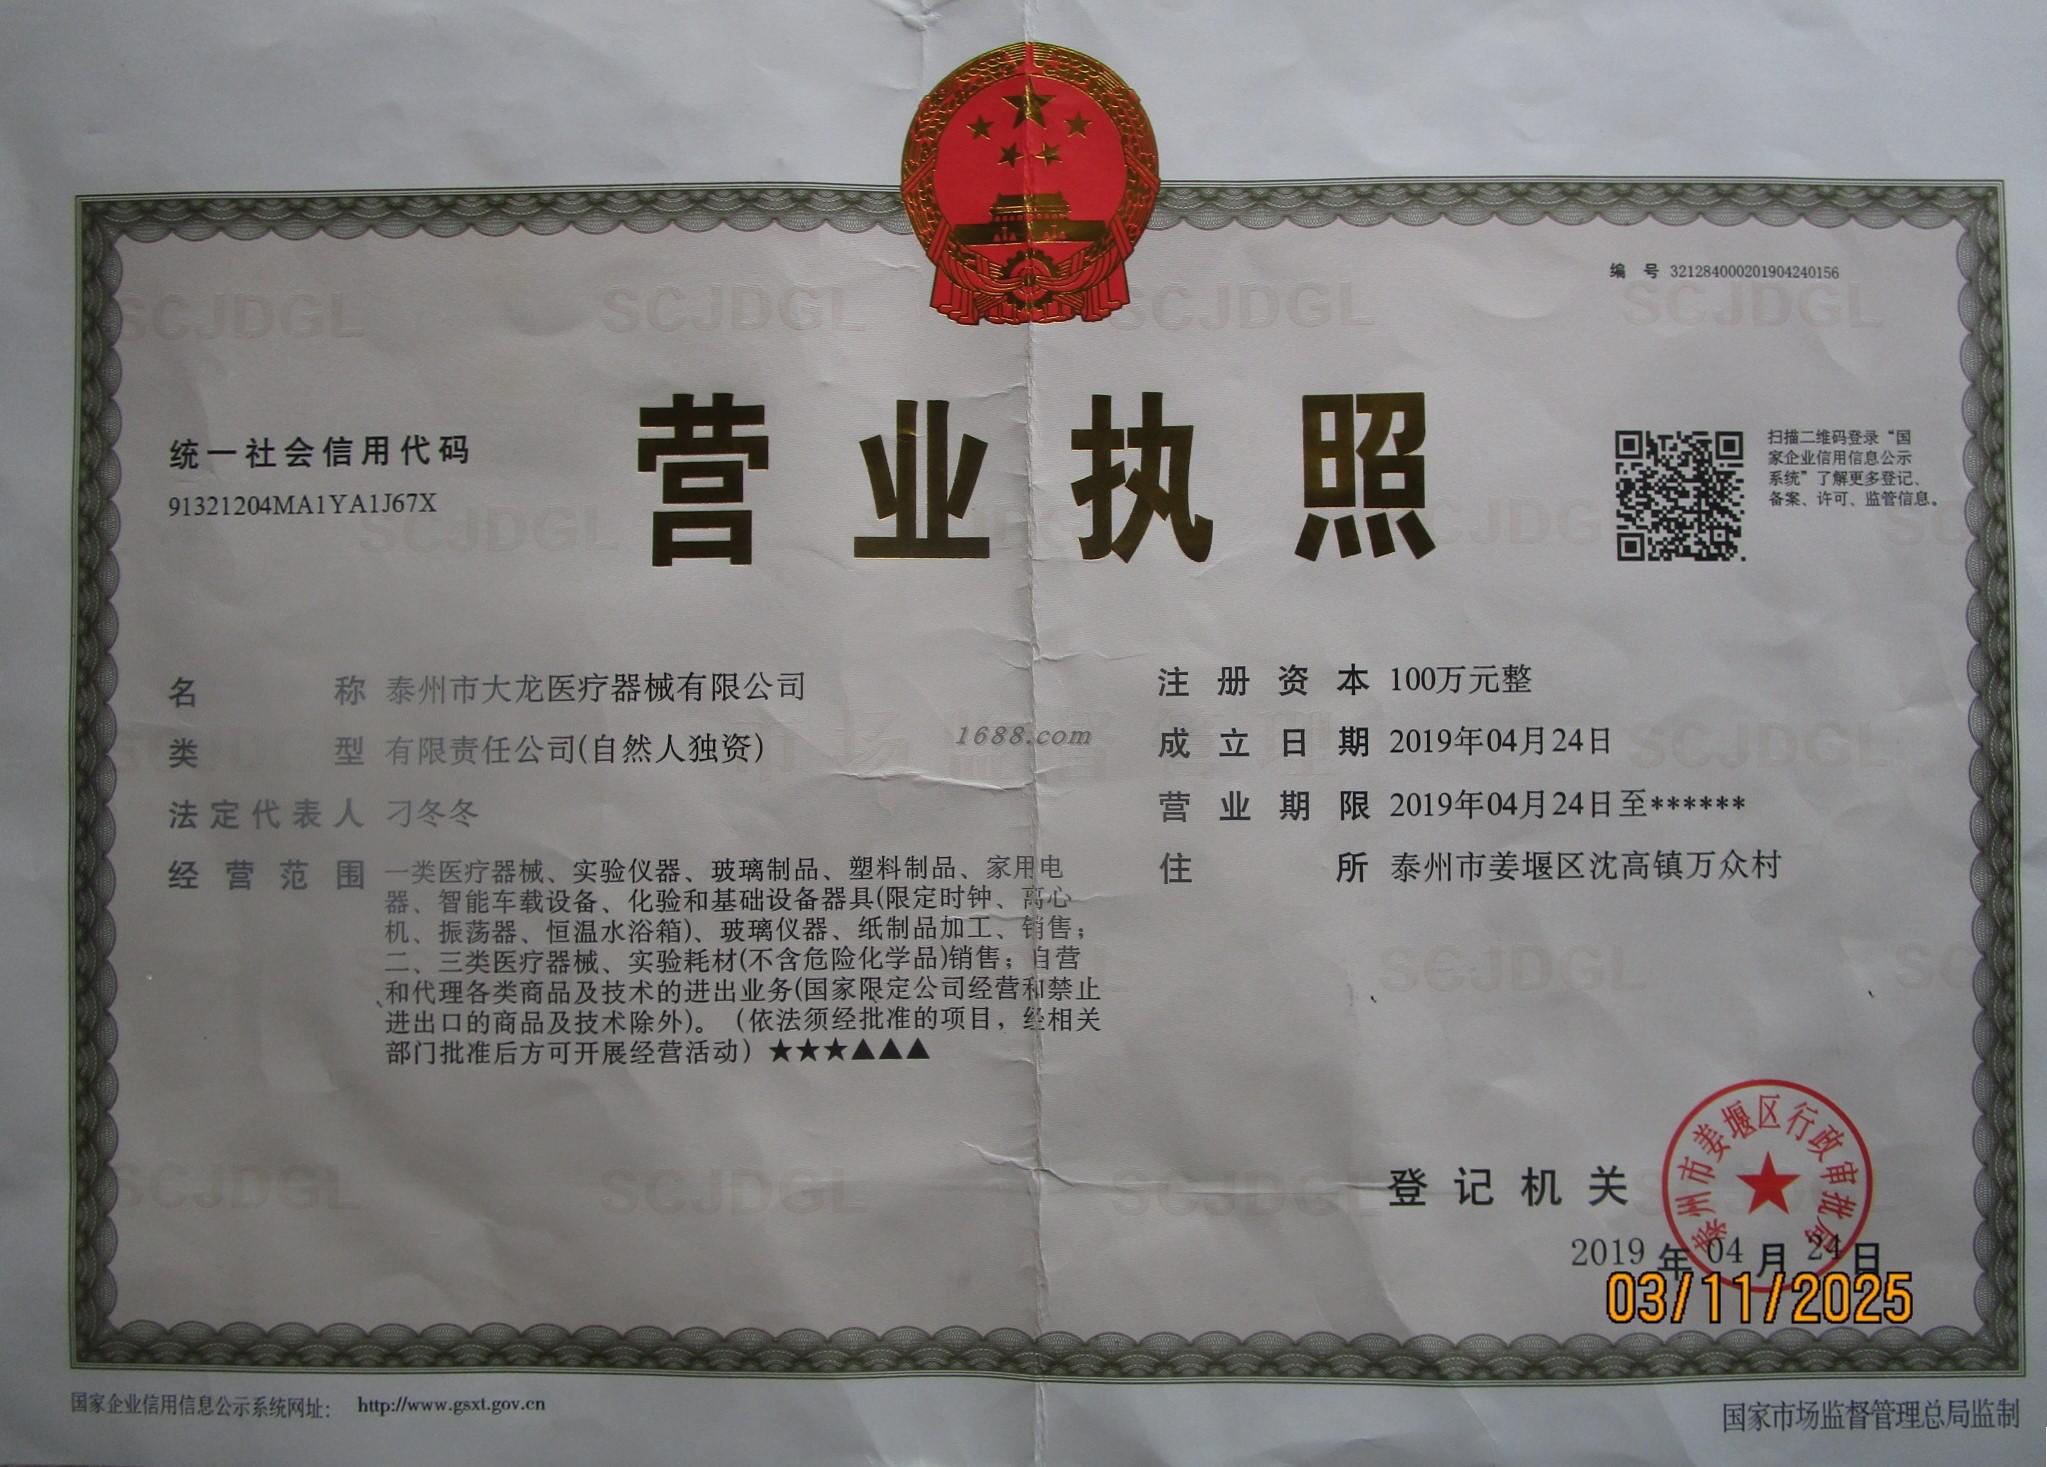 编 号 321284000201904240156
统一社会信用代码
91321204MA1YA1J67X
营业执照
扫描二维码登录“国
家企业信用信息公示
系统”了解更多登记、
备案、许可、监管信息。
名 称 泰州市大龙医疗器械有限公司
类 型 有限责任公司(自然人独资)
法定代表人 刁冬冬
经营范围 一类医疗器械、实验仪器、玻璃制品、塑料制品、家用电
器、智能车载设备、化验和基础设备器具(限定时钟、离心
机、振荡器、恒温水浴箱)、玻璃仪器、纸制品加工、销售；
二、三类医疗器械、实验耗材(不含危险化学品)销售；自营
和代理各类商品及技术的进出业务(国家限定公司经营和禁止
进出口的商品及技术除外)。（依法须经批准的项目，经相关
部门批准后方可开展经营活动）★★★▲▲▲
1688.com
注册资本 100万元整
成立日期 2019年04月24日
营业期限 2019年04月24日至******
住 所 泰州市姜堰区沈高镇万众村
登记机关
泰州市姜堰区行政审批局
2019 年 04 月 24 日
03/11/2025
国家企业信用信息公示系统网址： http://www.gsxt.gov.cn
国家市场监督管理总局监制
SCJDGL
市场监督管理